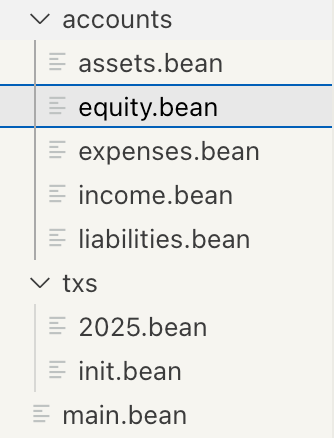 accounts
assets.bean
equity.bean
expenses.bean
income.bean
liabilities.bean
txs
2025.bean
init.bean
main.bean